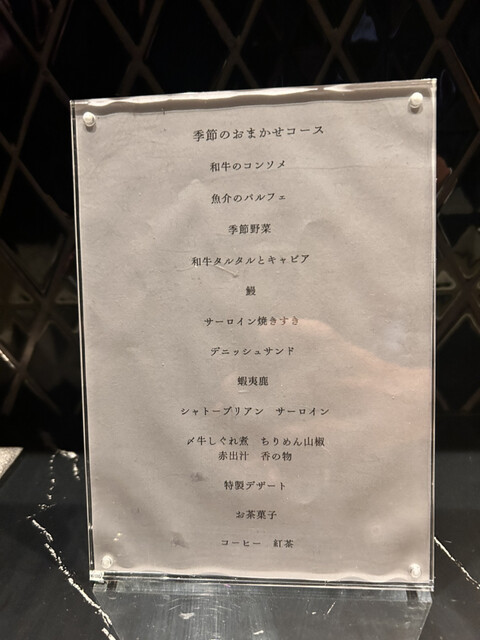 季節のおまかせコース
和牛のコンソメ
魚介のパルフェ
季節野菜
和牛タルタルとキャビア
鰻
サーロイン焼きすき
デニッシュサンド
蝦夷鹿
シャトーブリアン　サーロイン
〆牛しぐれ煮　ちりめん山椒
赤出汁　香の物
特製デザート
お茶菓子
コーヒー　紅茶